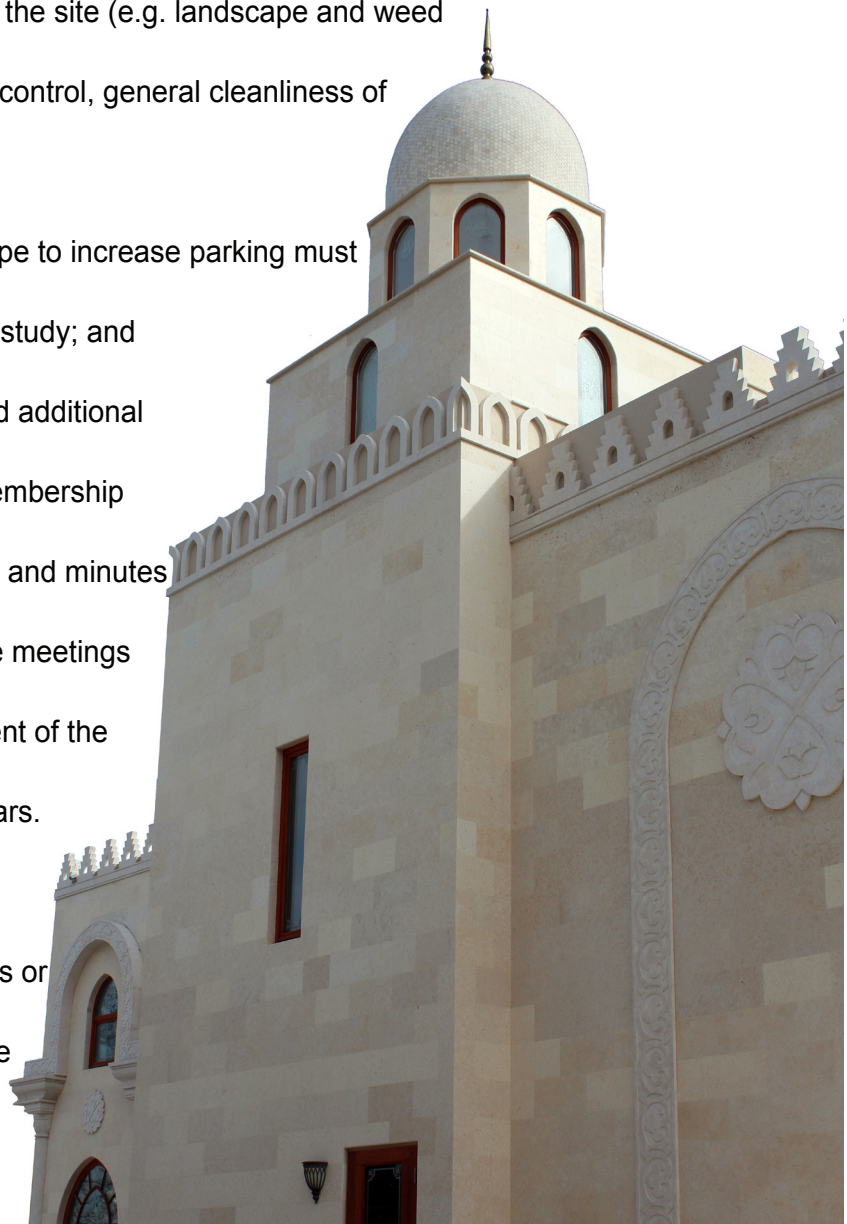 the site (e.g. landscape and weed
control, general cleanliness of
pe to increase parking must
study; and
d additional
embership
and minutes
e meetings
ent of the
ars.
s or
e